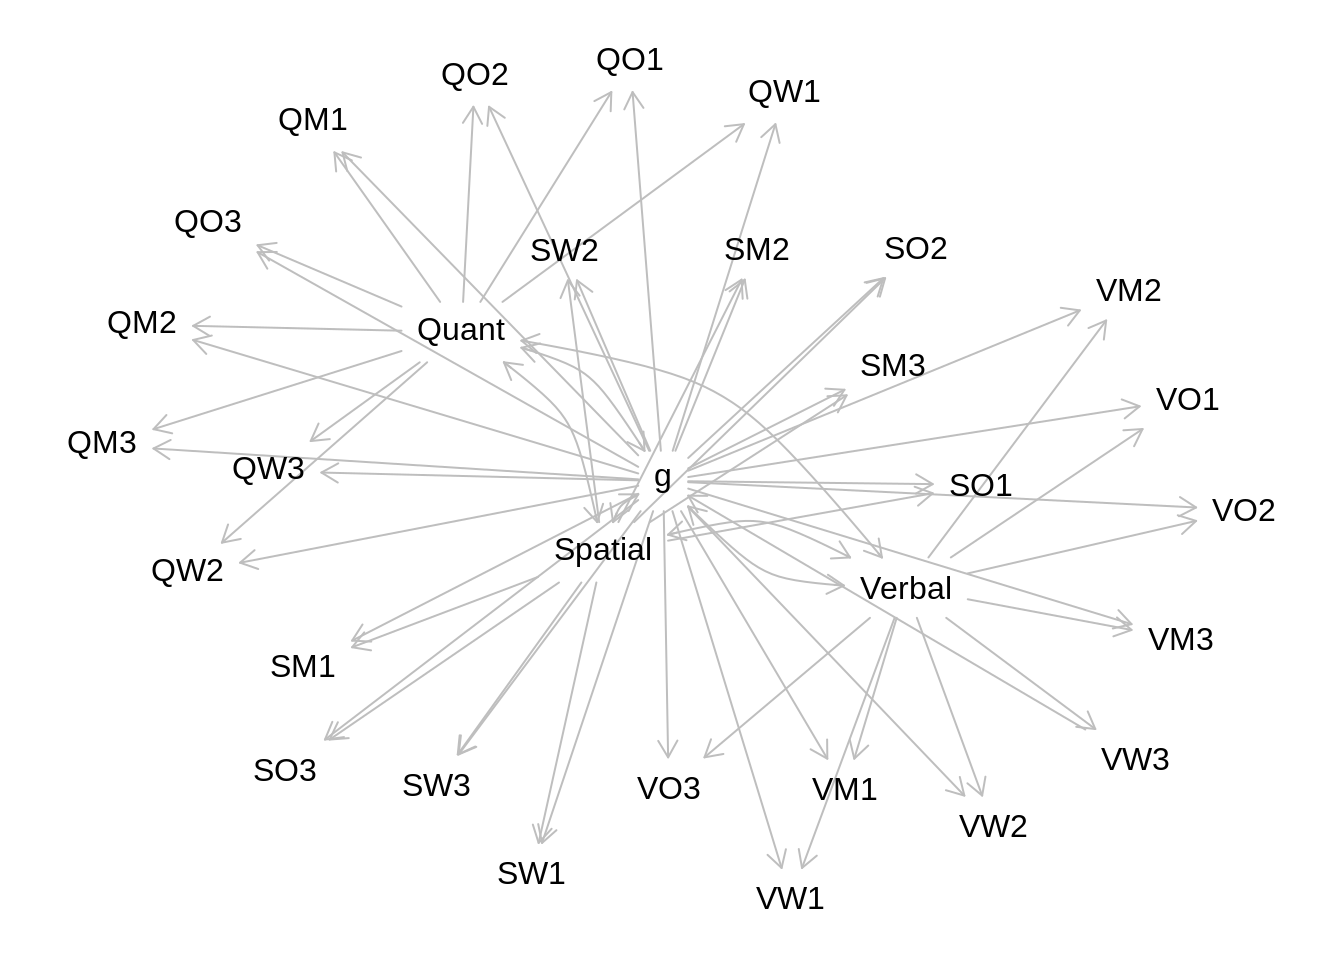 QO1
QO2
QW1
QM1
QO3
SW2
SM2
SO2
VM2
QM2
Quant
SM3
VO1
QM3
QW3
g
SO1
VO2
Spatial
QW2
Verbal
VM3
SM1
VW3
SO3
SW3
VO3
VM1
VW2
SW1
VW1